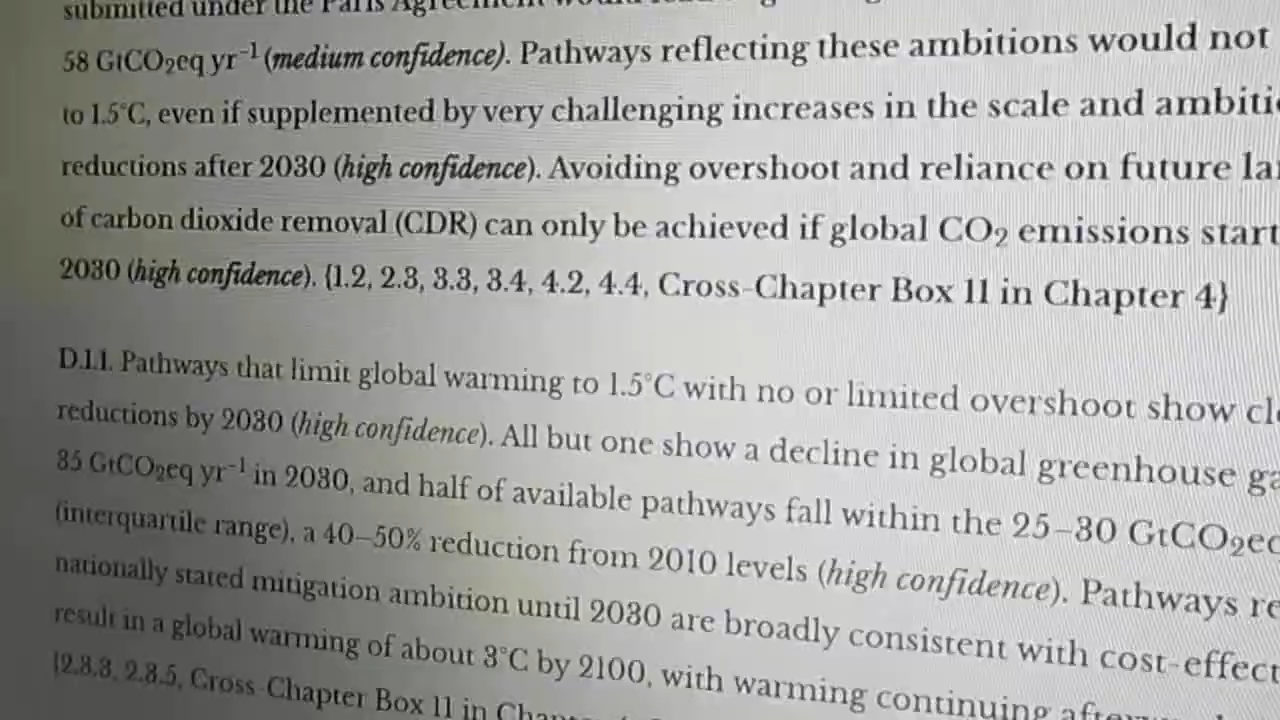 submitted under the Paris Agreement would
58 GtCO₂eq yr⁻¹ (medium confidence). Pathways reflecting these ambitions would not
to 1.5°C, even if supplemented by very challenging increases in the scale and
reductions after 2030 (high confidence). Avoiding overshoot and reliance on future
of carbon dioxide removal (CDR) can only be achieved if global CO₂ emissions start
2030 (high confidence). {1.2, 2.3, 3.3, 3.4, 4.2, 4.4, Cross-Chapter Box 11 in Chapter 4}
D.1.1. Pathways that limit global warming to 1.5°C with no or limited overshoot show
reductions by 2030 (high confidence). All but one show a decline in global greenhouse
35 GtCO₂eq yr⁻¹ in 2030, and half of available pathways fall within the 25–30 GtCO₂eq
(interquartile range), a 40–50% reduction from 2010 levels (high confidence). Pathways
nationally stated mitigation ambition until 2030 are broadly consistent with cost-effect
result in a global warming of about 3°C by 2100, with warming continuing
{2.3.3, 2.3.5, Cross-Chapter Box 11 in